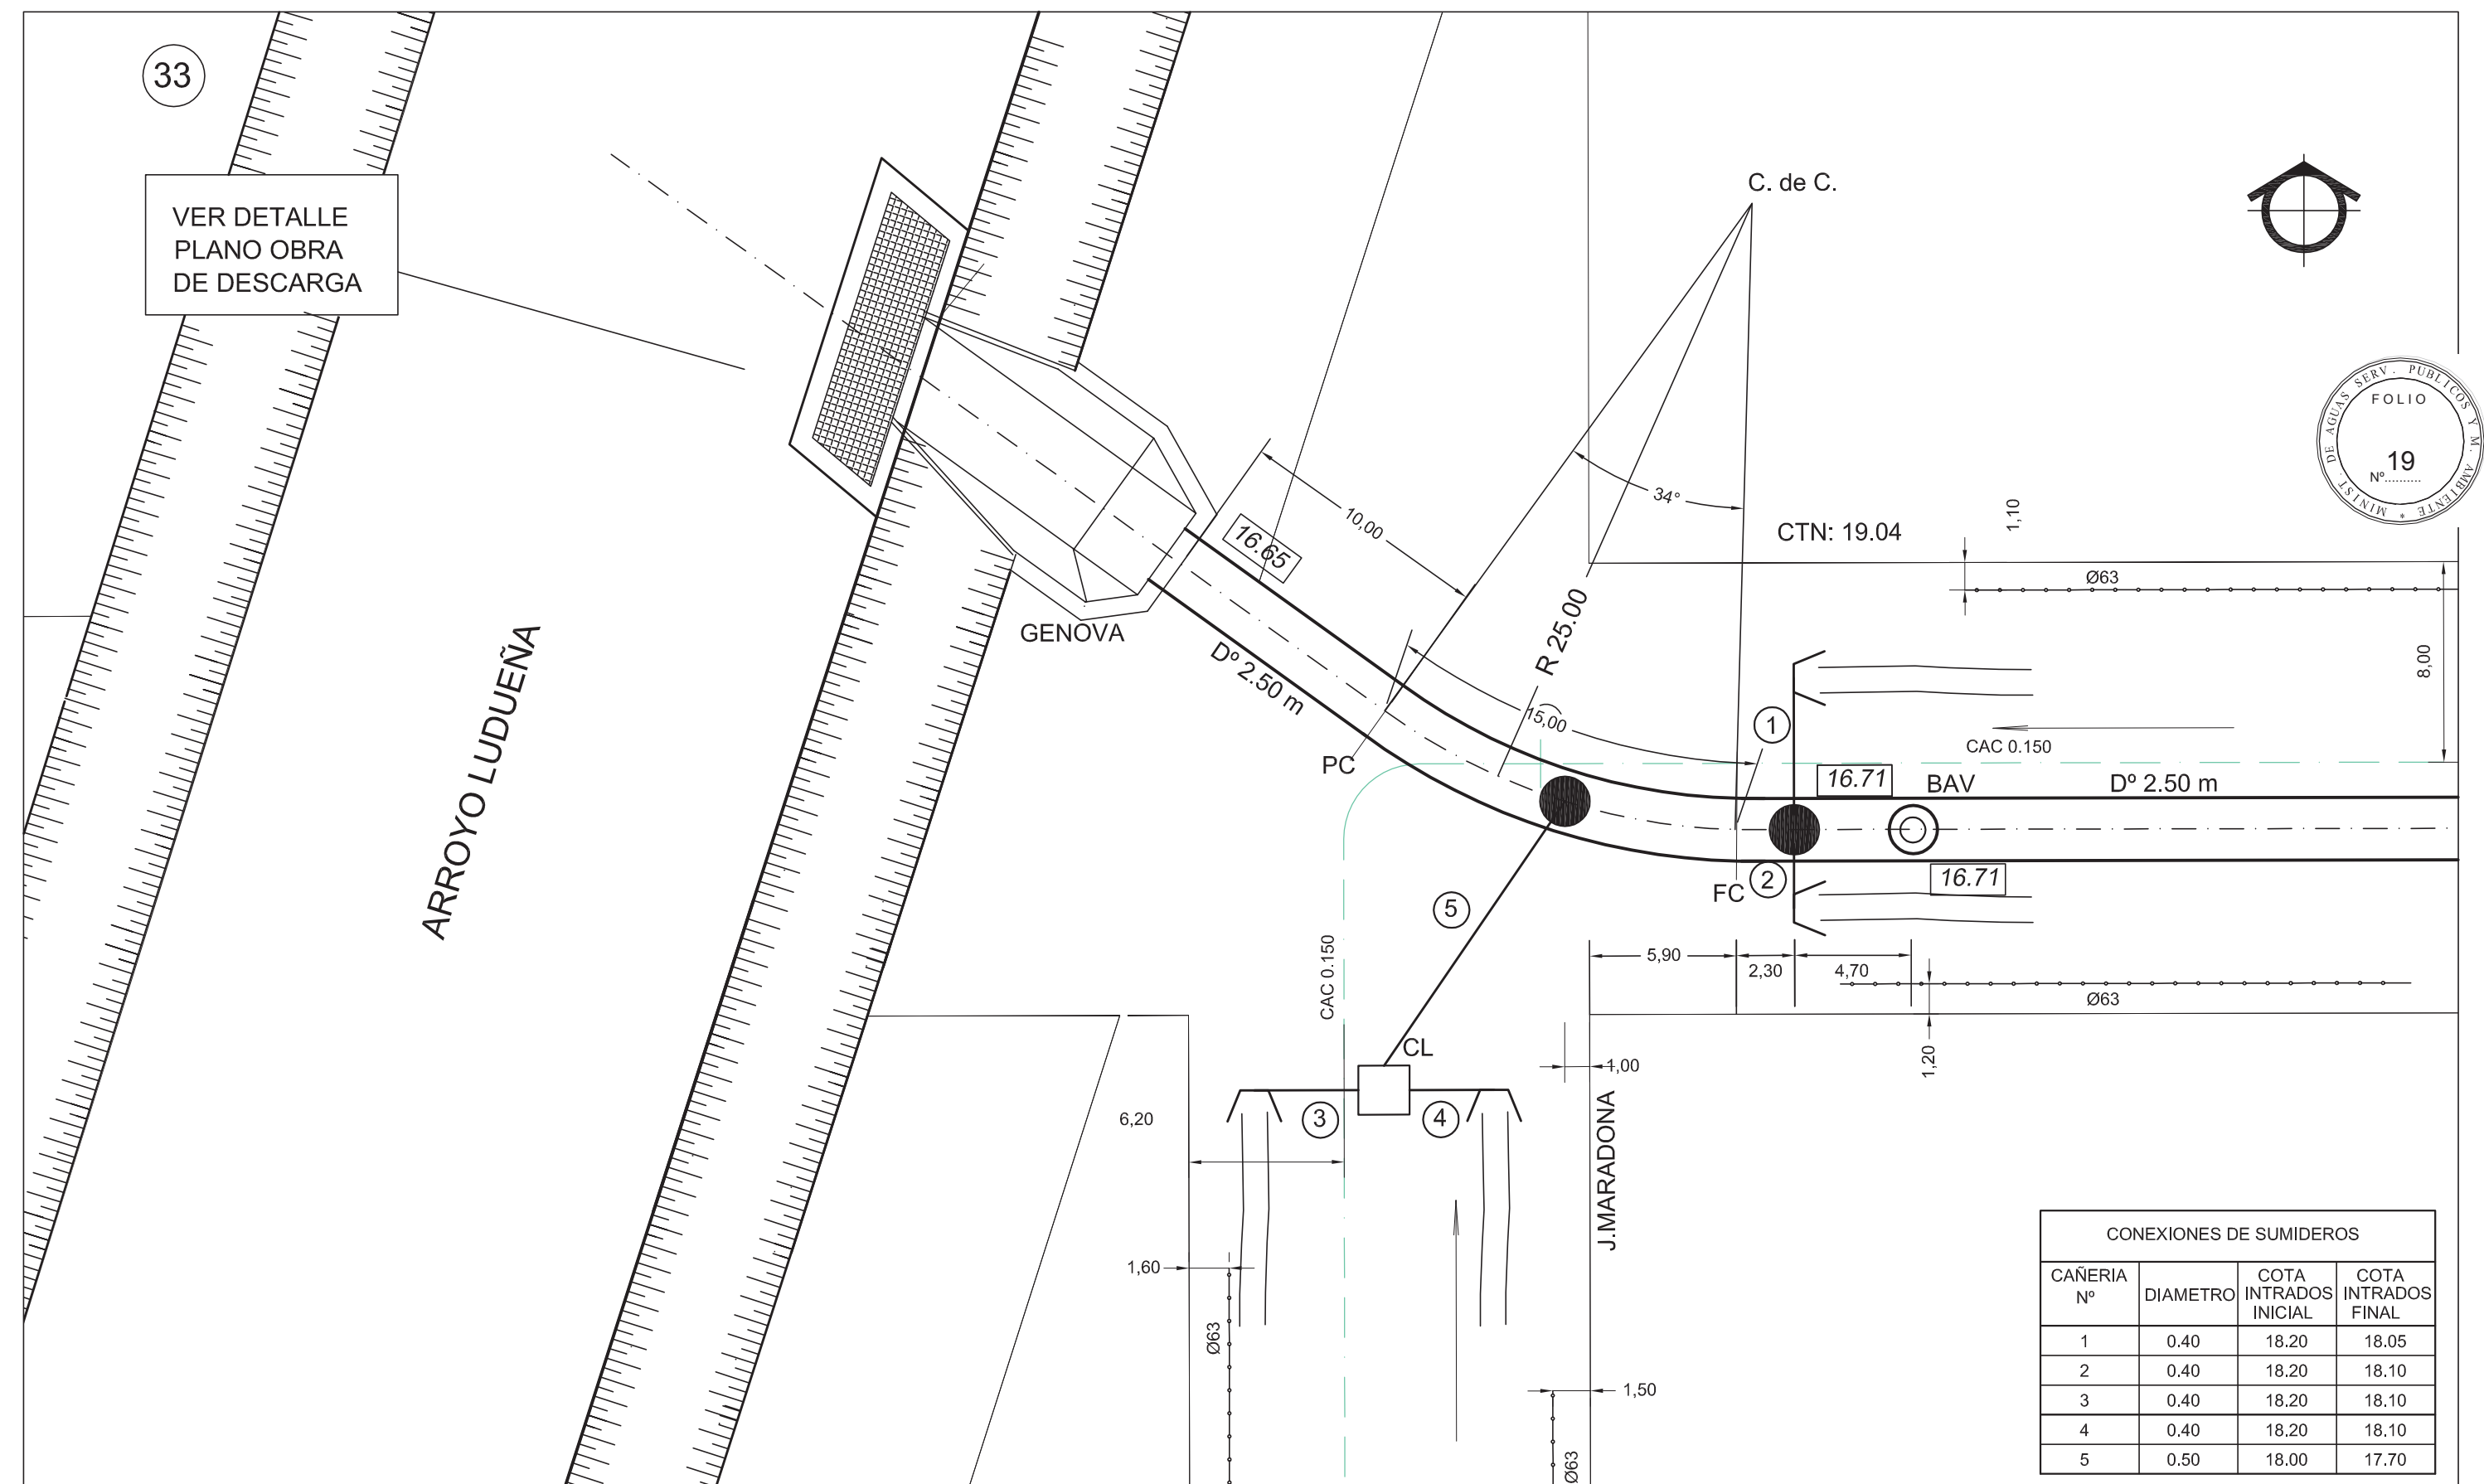 33
VER DETALLE
PLANO OBRA
DE DESCARGA
C. de C.
MINIST. DE AGUAS SERV. PUBLICOS Y M. AMBIENTE *
FOLIO
Nº.........19
34°
10,00
16.65
CTN: 19.04
1,10
Ø63
8,00
GENOVA
Dº 2.50 m
R 25.00
15,00
1
CAC 0.150
PC
16.71
BAV
Dº 2.50 m
ARROYO LUDUEÑA
FC
2
16.71
5
5,90
2,30
4,70
Ø63
1,20
CAC 0.150
CL
1,00
3
4
6,20
J.MARADONA
1,60
Ø63
1,50
Ø63
CONEXIONES DE SUMIDEROS
CAÑERIA Nº DIAMETRO COTA INTRADOS INICIAL COTA INTRADOS FINAL
1 0.40 18.20 18.05
2 0.40 18.20 18.10
3 0.40 18.20 18.10
4 0.40 18.20 18.10
5 0.50 18.00 17.70